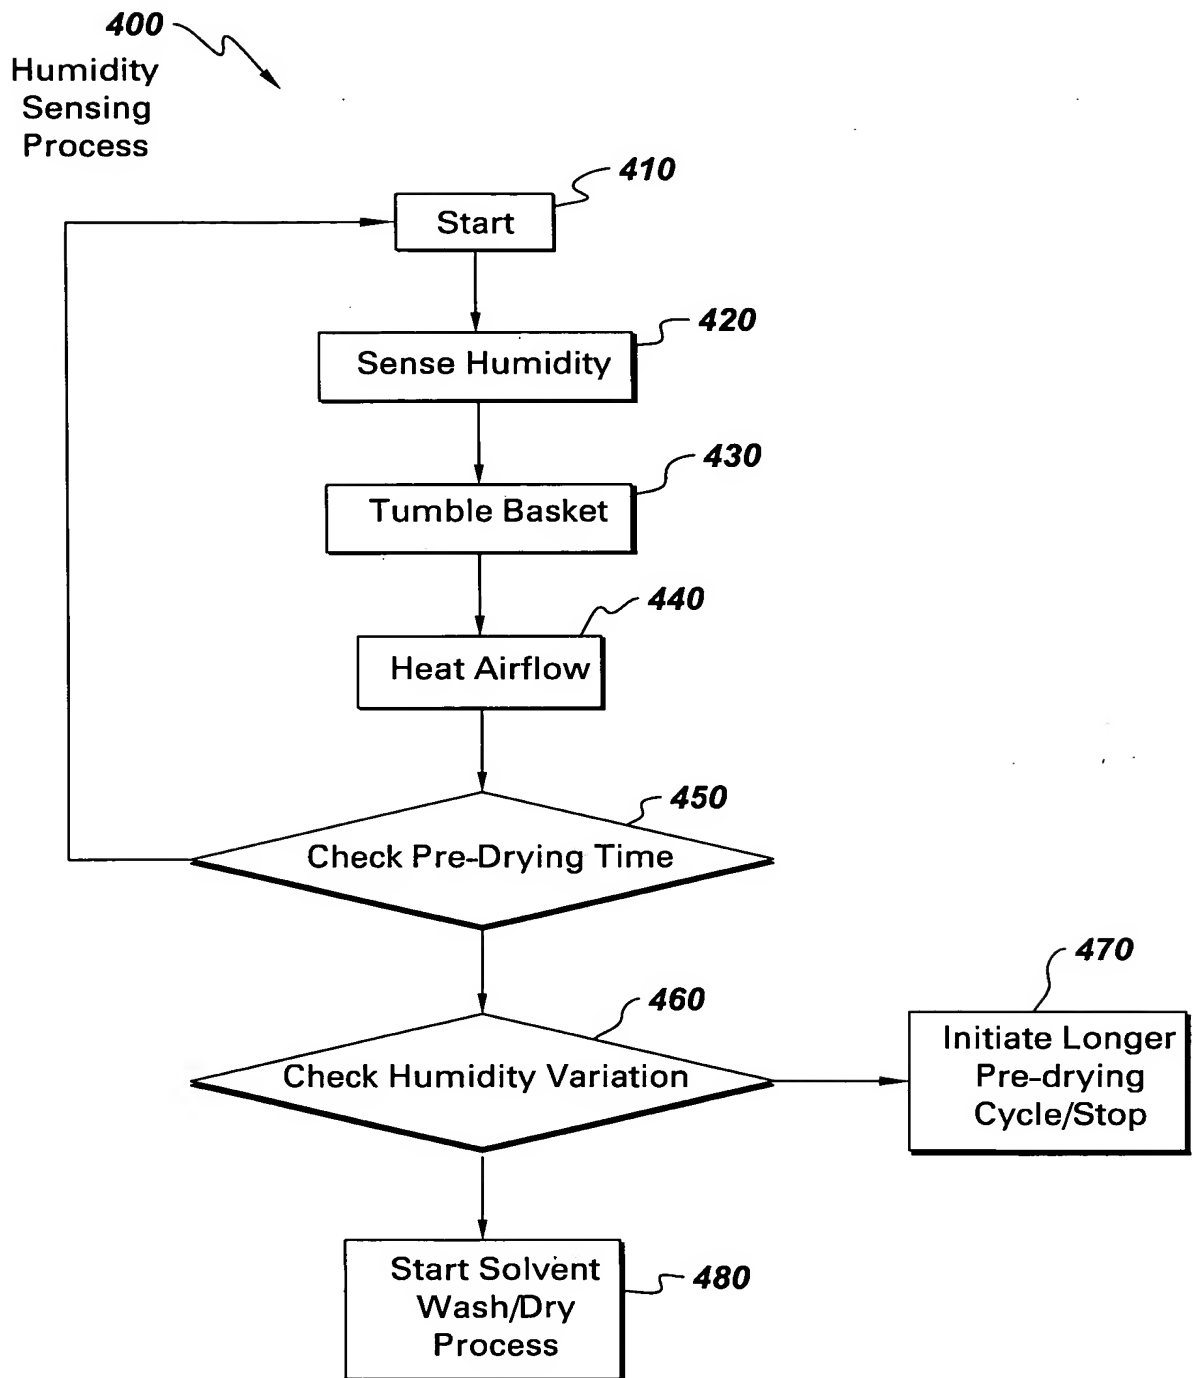 400
Humidity
Sensing
Process
410
Start
420
Sense Humidity
430
Tumble Basket
440
Heat Airflow
450
Check Pre-Drying Time
460
Check Humidity Variation
470
Initiate Longer
Pre-drying
Cycle/Stop
480
Start Solvent
Wash/Dry
Process